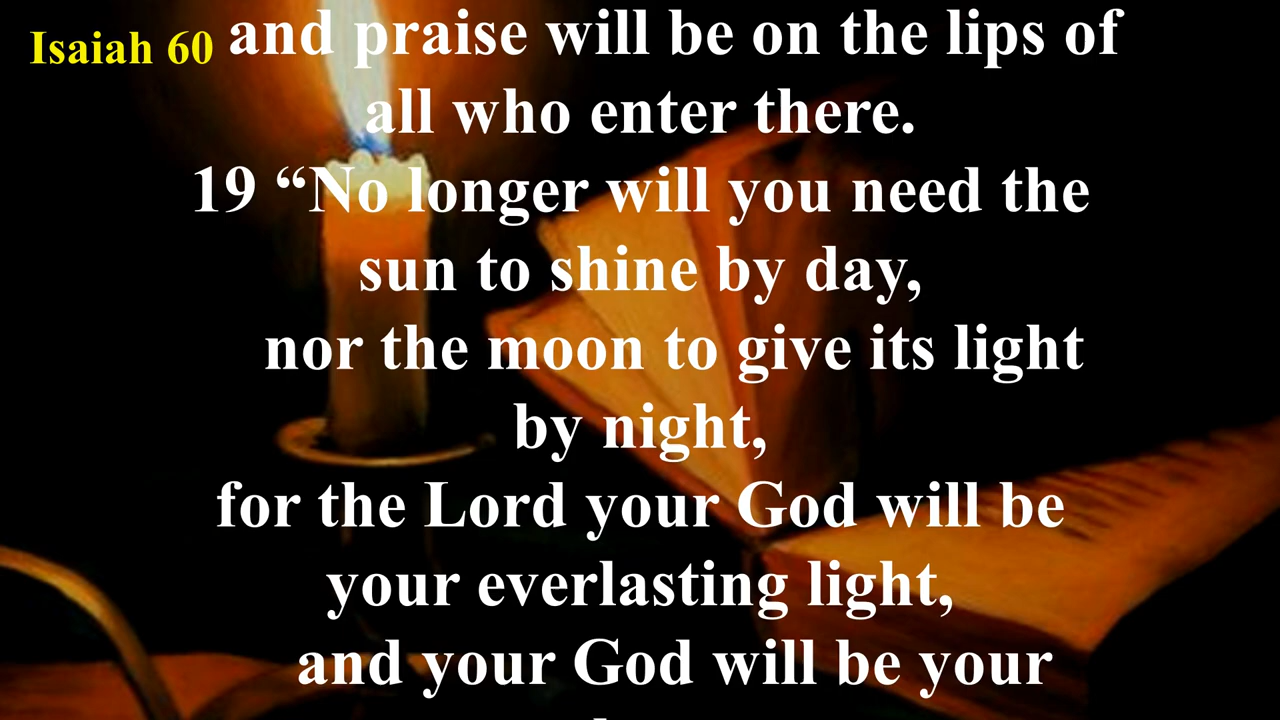 Isaiah 60
and praise will be on the lips of
all who enter there.
19 “No longer will you need the
sun to shine by day,
nor the moon to give its light
by night,
for the Lord your God will be
your everlasting light,
and your God will be your